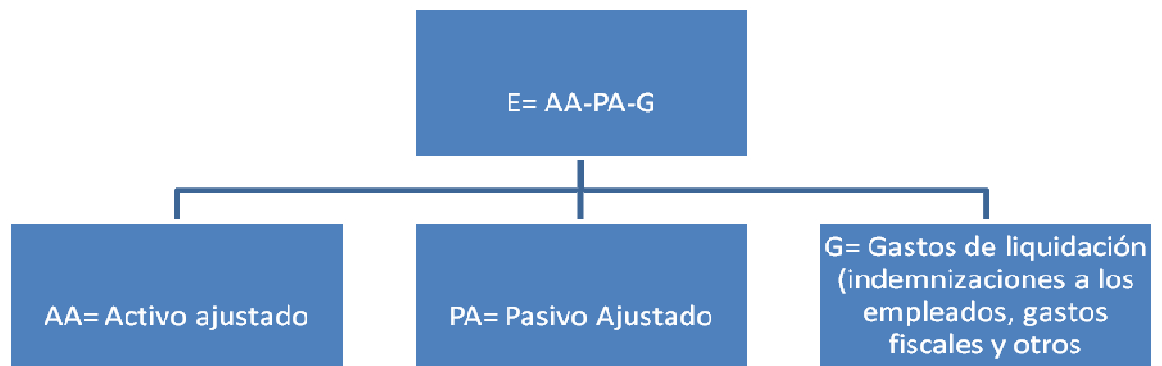 E= AA-PA-G
AA= Activo ajustado
PA= Pasivo Ajustado
G= Gastos de liquidación
(indemnizaciones a los
empleados, gastos
fiscales y otros